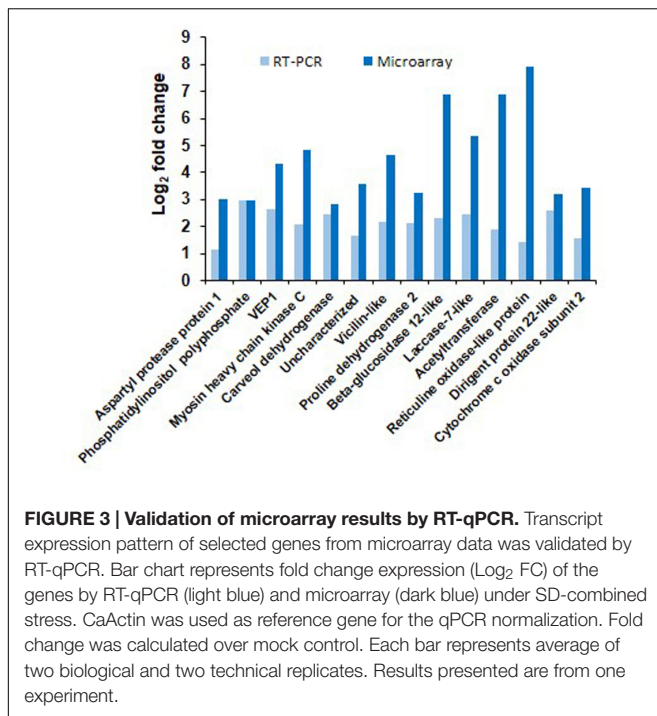 9
8
7
6
5
4
3
2
1
0
Log₂ fold change
RT-PCR
Microarray
Aspartyl protease protein 1
Phosphatidylinositol polyphosphate
VEP1
Myosin heavy chain kinase C
Carveol dehydrogenase
Uncharacterized
Vicilin-like
Proline dehydrogenase 2
Beta-glucosidase 12-like
Laccase-7-like
Acetyltransferase
Reticuline oxidase-like protein
Dirigent protein 22-like
Cytochrome c oxidase subunit 2
FIGURE 3 | Validation of microarray results by RT-qPCR. Transcript
expression pattern of selected genes from microarray data was validated by
RT-qPCR. Bar chart represents fold change expression (Log₂ FC) of the
genes by RT-qPCR (light blue) and microarray (dark blue) under SD-combined
stress. CaActin was used as reference gene for the qPCR normalization. Fold
change was calculated over mock control. Each bar represents average of
two biological and two technical replicates. Results presented are from one
experiment.